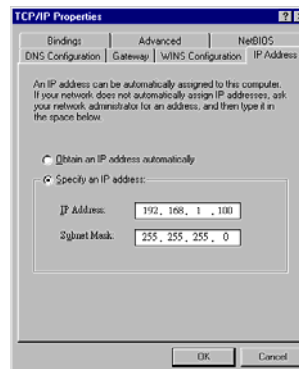 TCP/IP Properties
Bindings Advanced NetBIOS
DNS Configuration Gateway WINS Configuration IP Address
An IP address can be automatically assigned to this computer.
If your network does not automatically assign IP addresses, ask
your network administrator for an address, and then type it in
the space below.
Obtain an IP address automatically
Specify an IP address:
IP Address: 192. 168. 1 .100
Subnet Mask: 255. 255. 255. 0
OK Cancel